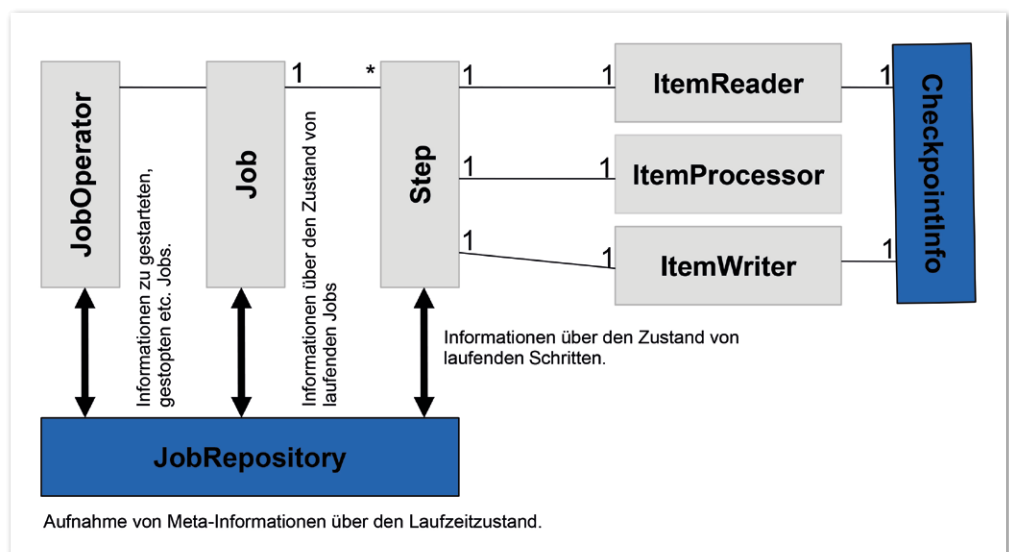 JobOperator
Informationen zu gestarteten,
gestopten etc. Jobs.
Job
1
*
Informationen über den Zustand von
laufenden Jobs
Step
1
1
ItemReader
1
1
1
ItemProcessor
1
1
ItemWriter
1
CheckpointInfo
Informationen über den Zustand von
laufenden Schritten.
JobRepository
Aufnahme von Meta-Informationen über den Laufzeitzustand.